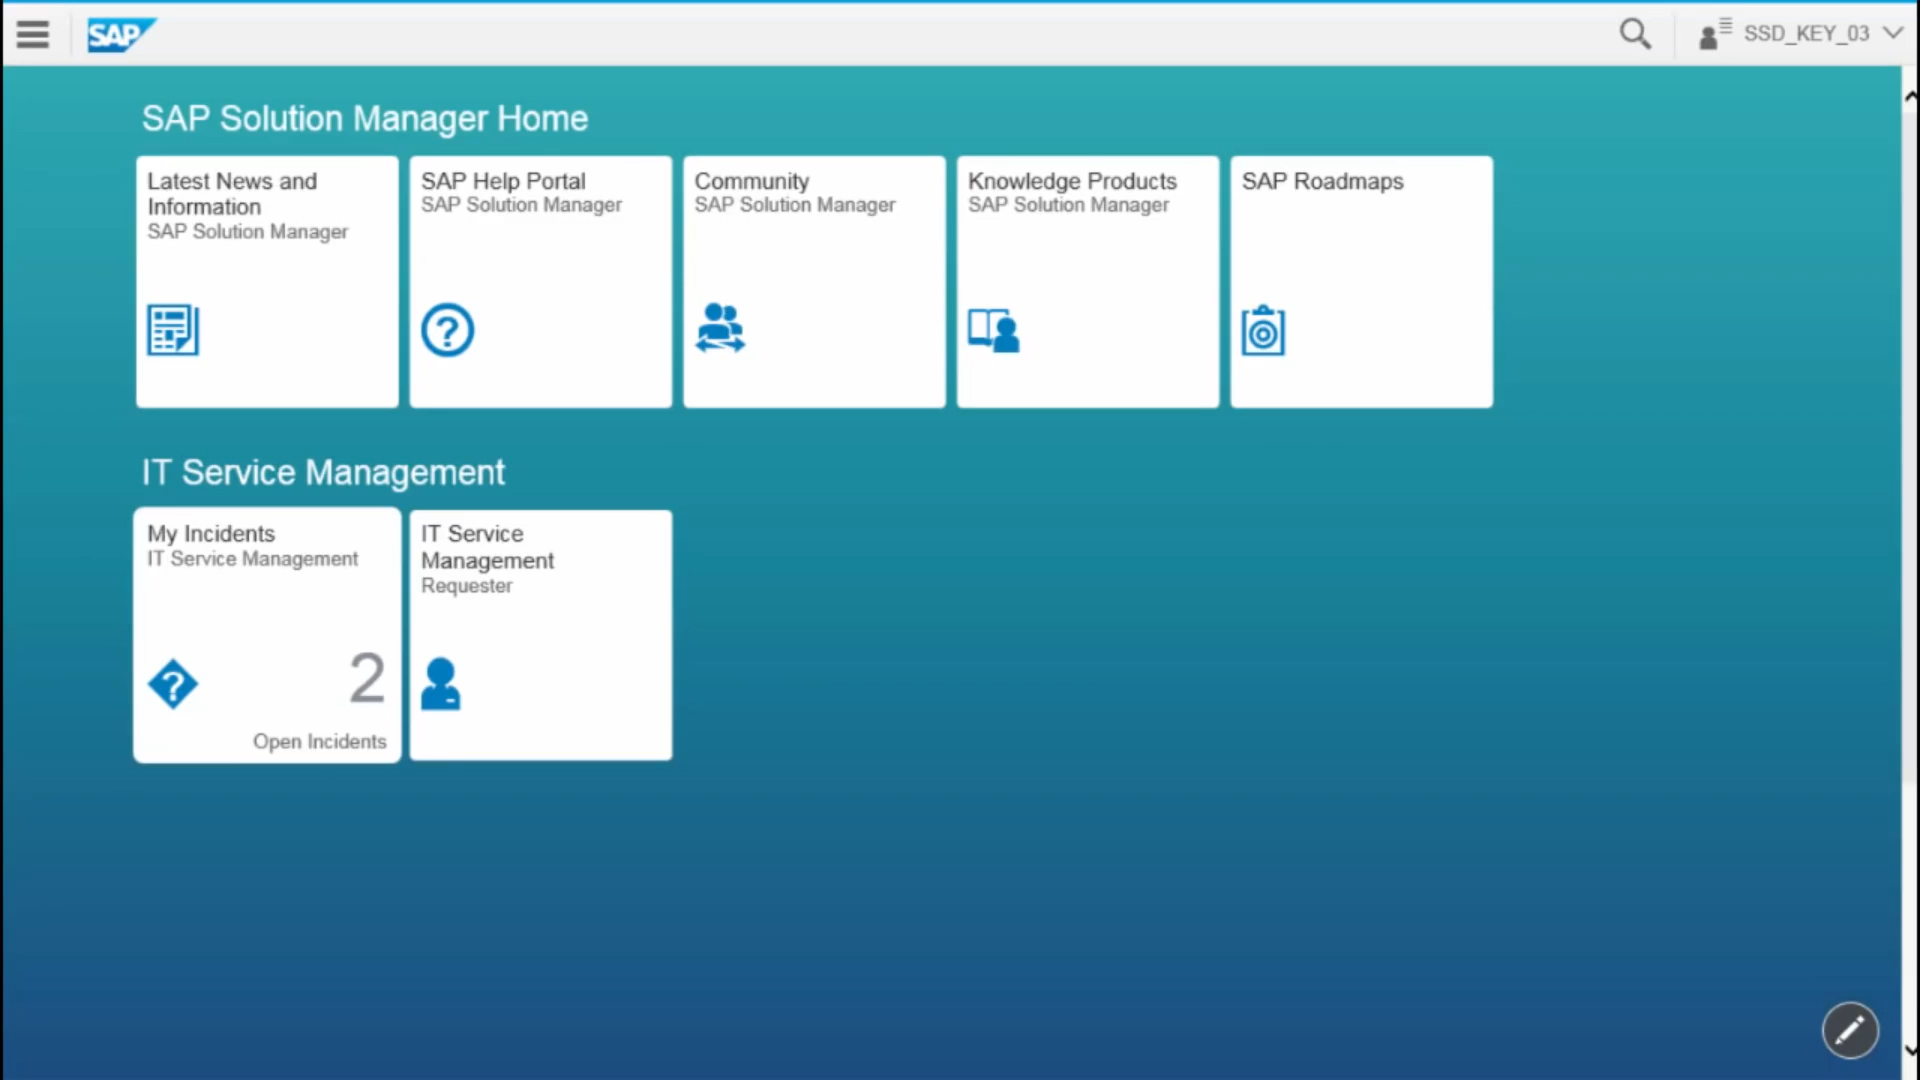 SAP
SSD_KEY_03
SAP Solution Manager Home
Latest News and
Information
SAP Solution Manager
SAP Help Portal
SAP Solution Manager
Community
SAP Solution Manager
Knowledge Products
SAP Solution Manager
SAP Roadmaps
IT Service Management
My Incidents
IT Service Management
2
Open Incidents
IT Service
Management
Requester